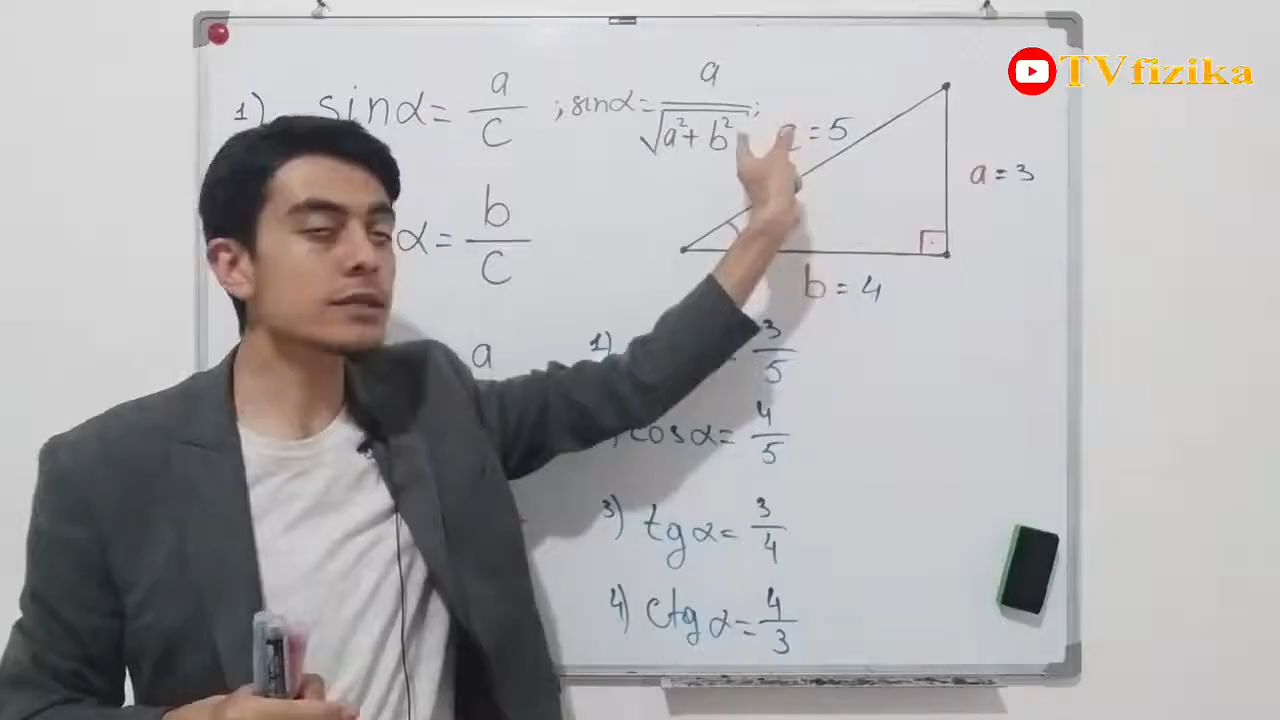 TVfizika
1) sinα = a/c ; sinα = a/√(a²+b²) ;
= 5
a = 3
α = b/c
b = 4
a
1) = 3/5
cosα = 4/5
3) tgα = 3/4
4) ctgα = 4/3